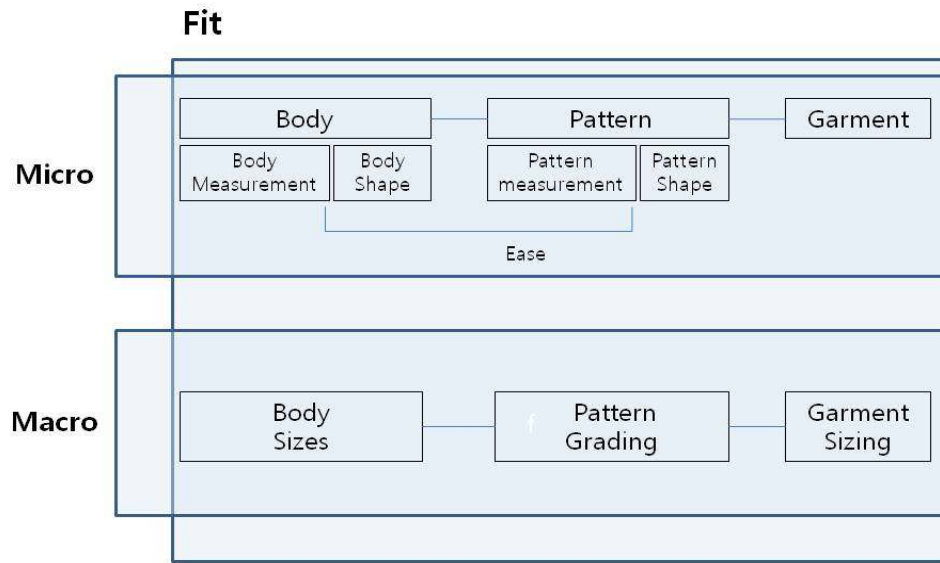 Fit
Micro
Body
Pattern
Garment
Body
Measurement
Body
Shape
Pattern
measurement
Pattern
Shape
Ease
Macro
Body
Sizes
f
Pattern
Grading
Garment
Sizing